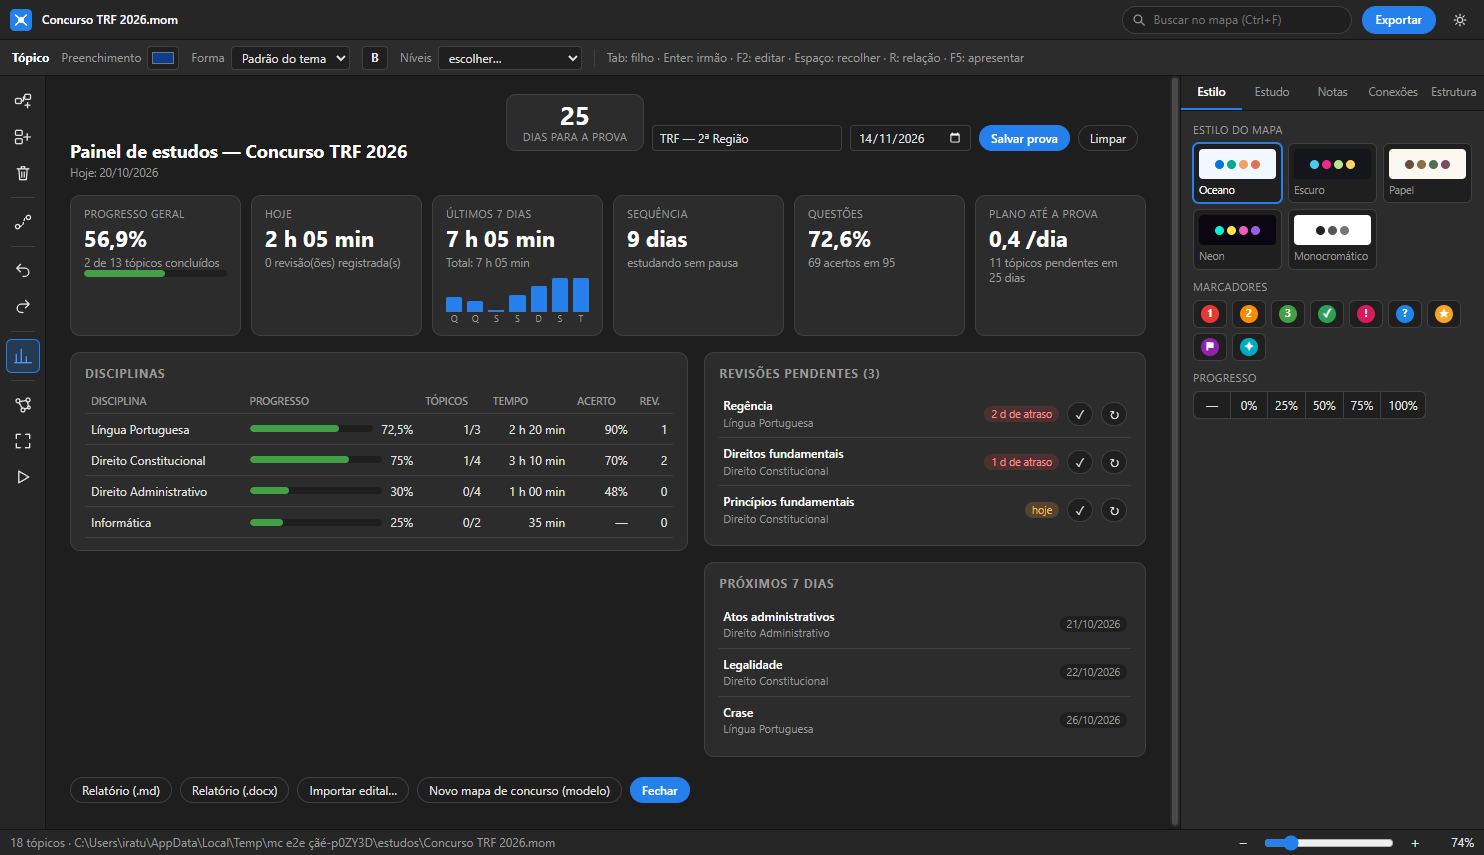 Concurso TRF 2026.mom
Buscar no mapa (Ctrl+F)
Exportar
Tópico
Preenchimento
Forma
Padrão do tema
B
Níveis
escolher...
Tab: filho · Enter: irmão · F2: editar · Espaço: recolher · R: relação · F5: apresentar
Painel de estudos — Concurso TRF 2026
Hoje: 20/10/2026
25
DIAS PARA A PROVA
TRF — 2ª Região
14/11/2026
Salvar prova
Limpar
PROGRESSO GERAL
56,9%
2 de 13 tópicos concluídos
HOJE
2 h 05 min
0 revisão(ões) registrada(s)
ÚLTIMOS 7 DIAS
7 h 05 min
Total: 7 h 05 min
Q Q S S D S T
SEQUÊNCIA
9 dias
estudando sem pausa
QUESTÕES
72,6%
69 acertos em 95
PLANO ATÉ A PROVA
0,4 /dia
11 tópicos pendentes em
25 dias
DISCIPLINAS
DISCIPLINA PROGRESSO TÓPICOS TEMPO ACERTO REV.
Língua Portuguesa 72,5% 1/3 2 h 20 min 90% 1
Direito Constitucional 75% 1/4 3 h 10 min 70% 2
Direito Administrativo 30% 0/4 1 h 00 min 48% 0
Informática 25% 0/2 35 min — 0
REVISÕES PENDENTES (3)
Regência
Língua Portuguesa
2 d de atraso
Direitos fundamentais
Direito Constitucional
1 d de atraso
Princípios fundamentais
Direito Constitucional
hoje
PRÓXIMOS 7 DIAS
Atos administrativos
Direito Administrativo
21/10/2026
Legalidade
Direito Constitucional
22/10/2026
Crase
Língua Portuguesa
26/10/2026
Relatório (.md)
Relatório (.docx)
Importar edital...
Novo mapa de concurso (modelo)
Fechar
Estilo
Estudo
Notas
Conexões
Estrutura
ESTILO DO MAPA
Oceano
Escuro
Papel
Neon
Monocromático
MARCADORES
1 2 3 ✓ ! ? ★
PROGRESSO
— 0% 25% 50% 75% 100%
18 tópicos · C:\Users\iratu\AppData\Local\Temp\mc e2e çãé-p0ZY3D\estudos\Concurso TRF 2026.mom
− + 74%